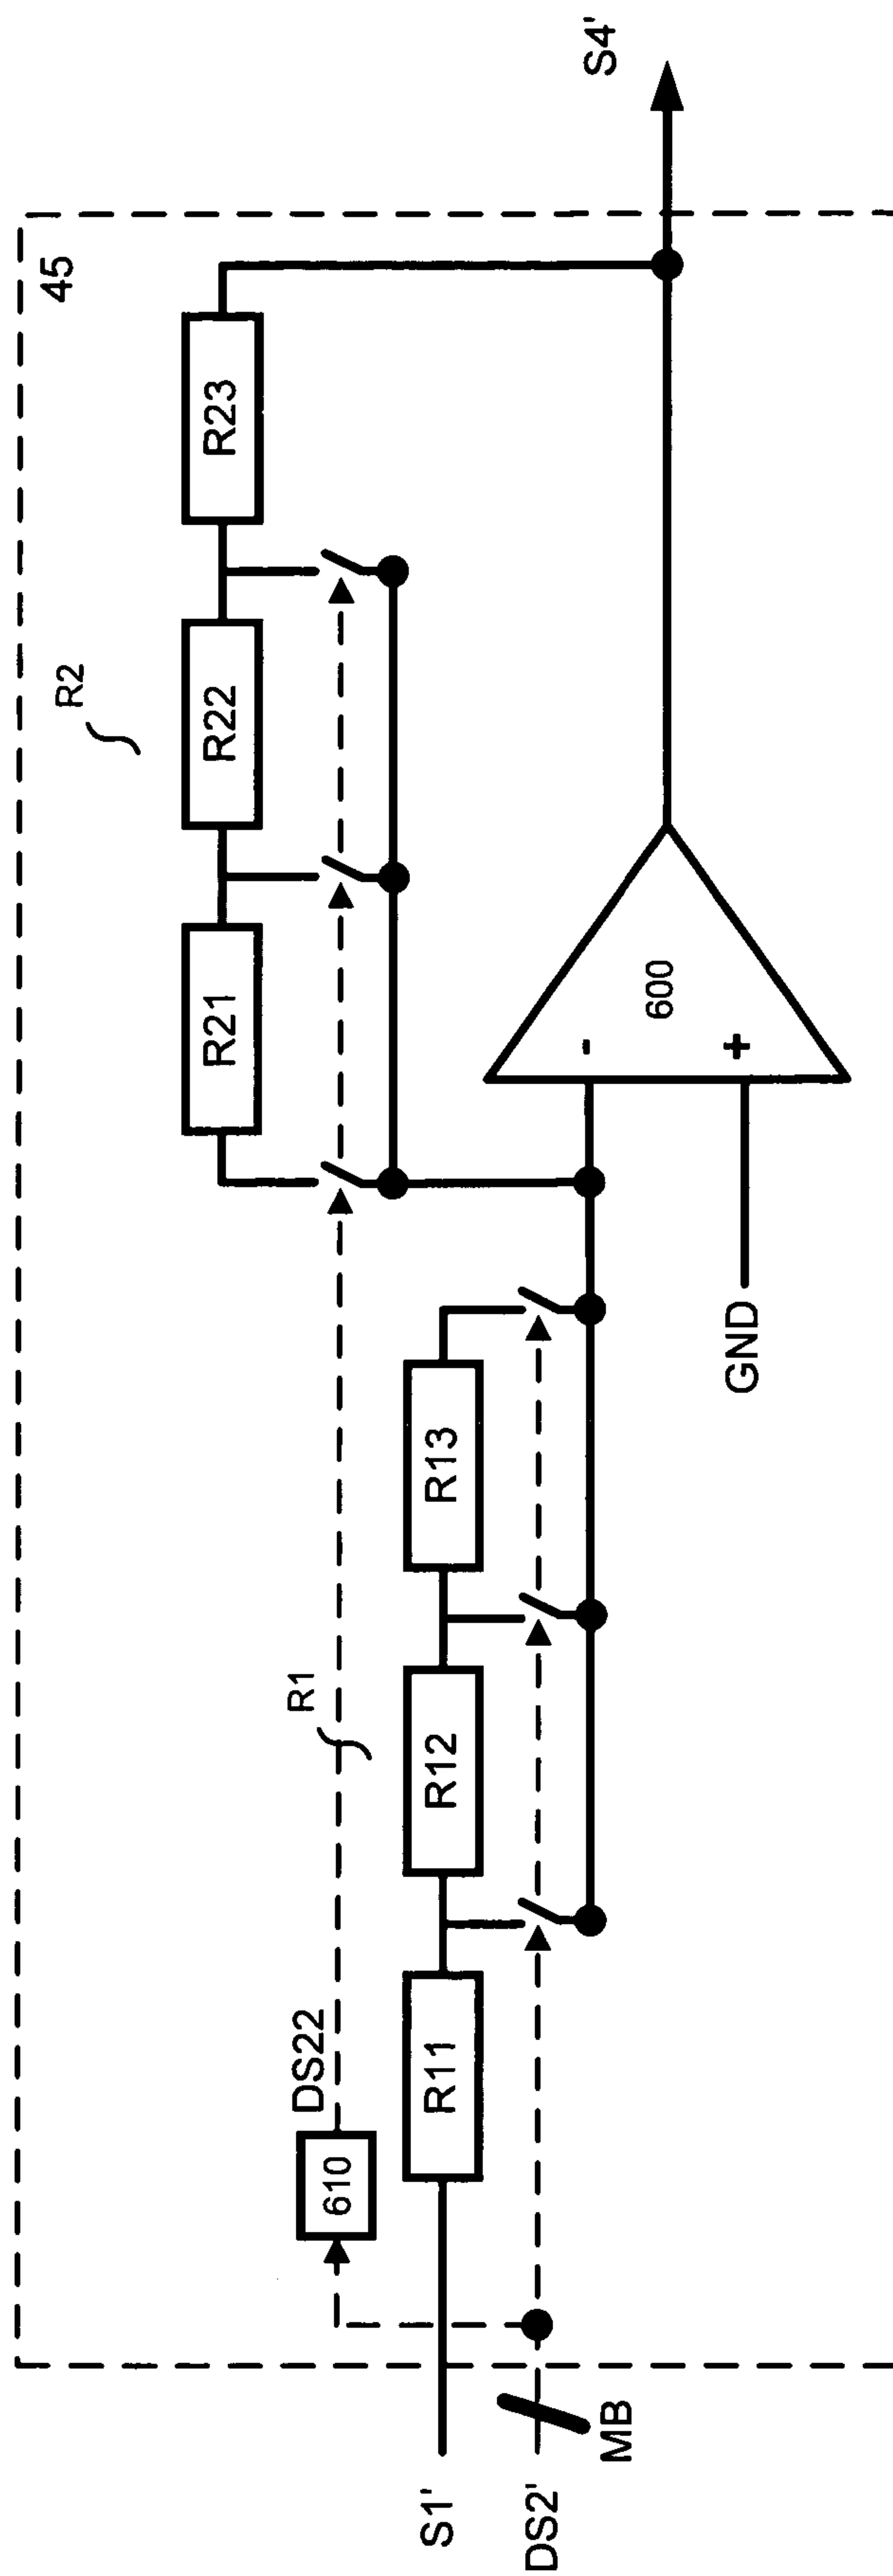 45
R2
R21
R22
R23
S4'
R1
DS22
610
R11
R12
R13
-
600
+
GND
S1'
DS2'
MB